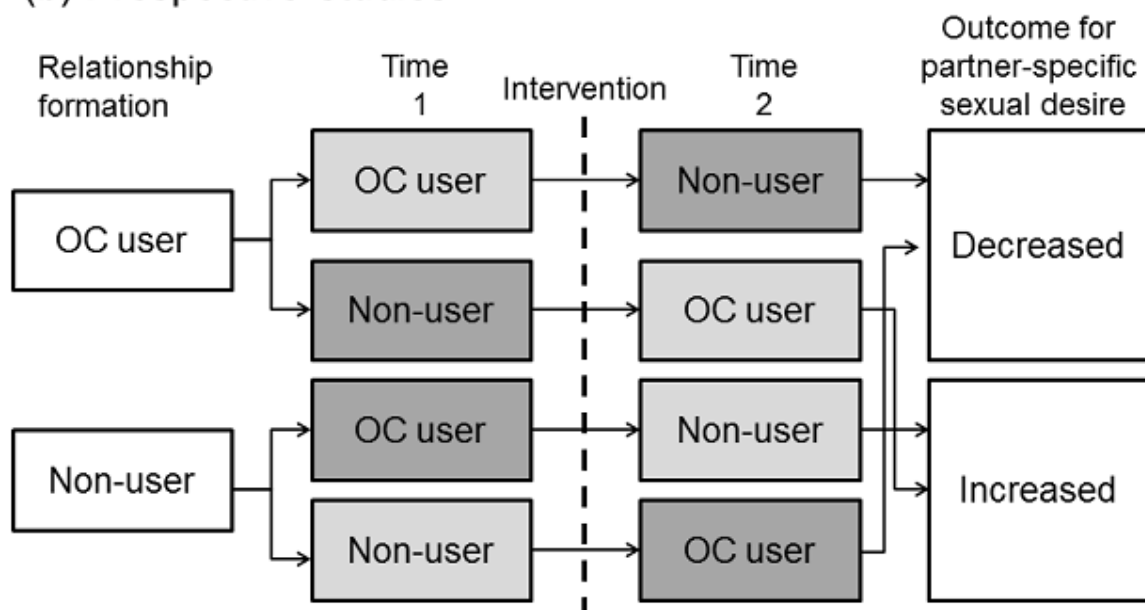 Relationship
formation
Time
1
Intervention
Time
2
Outcome for
partner-specific
sexual desire
OC user
Non-user
OC user
Non-user
OC user
Non-user
Non-user
OC user
Non-user
OC user
Decreased
Increased